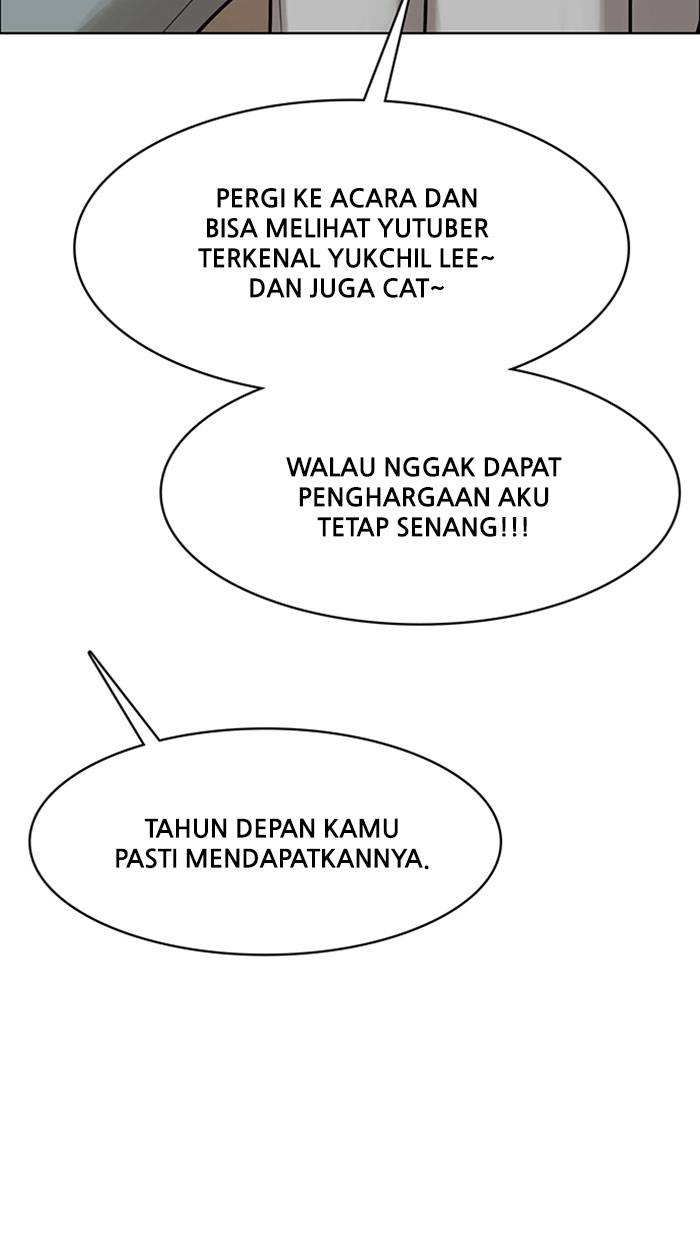 PERGI KE ACARA DAN
BISA MELIHAT YUTUBER
TERKENAL YUKCHIL LEE~
DAN JUGA CAT~
WALAU NGGAK DAPAT
PENGHARGAAN AKU
TETAP SENANG!!!
TAHUN DEPAN KAMU
PASTI MENDAPATKANNYA.